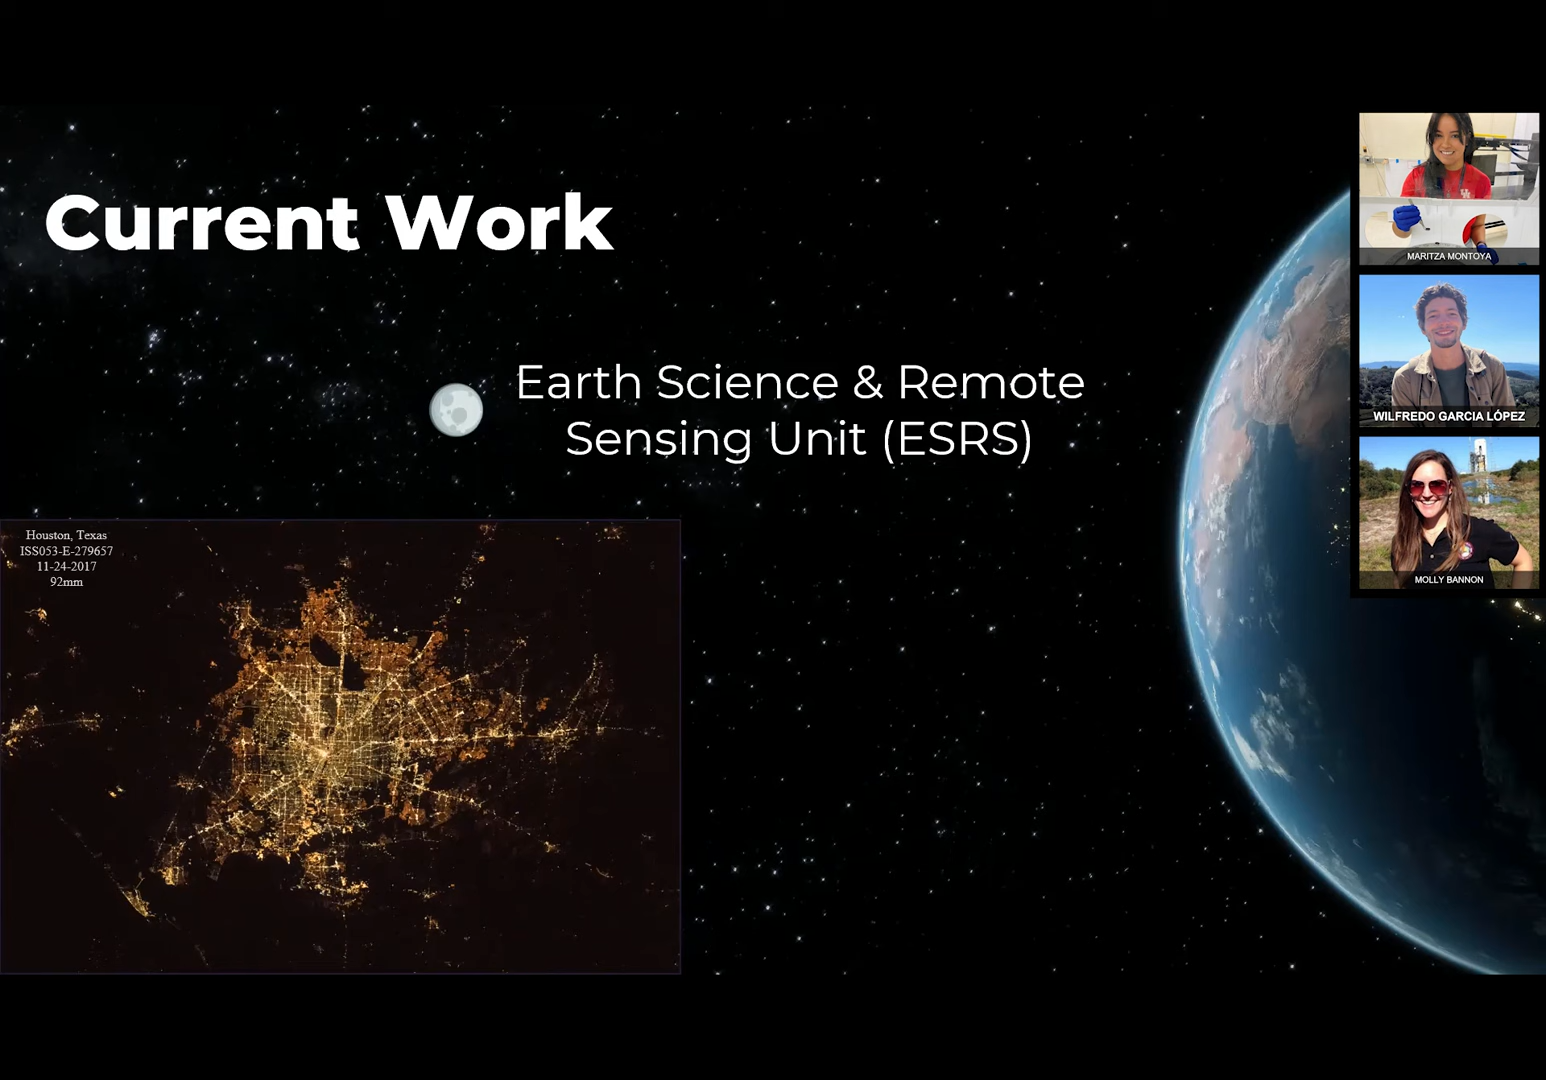 Current Work
Earth Science & Remote
Sensing Unit (ESRS)
Houston, Texas
ISS053-E-279657
11-24-2017
92mm
MARITZA MONTOYA
WILFREDO GARCIA LÓPEZ
MOLLY BANNON